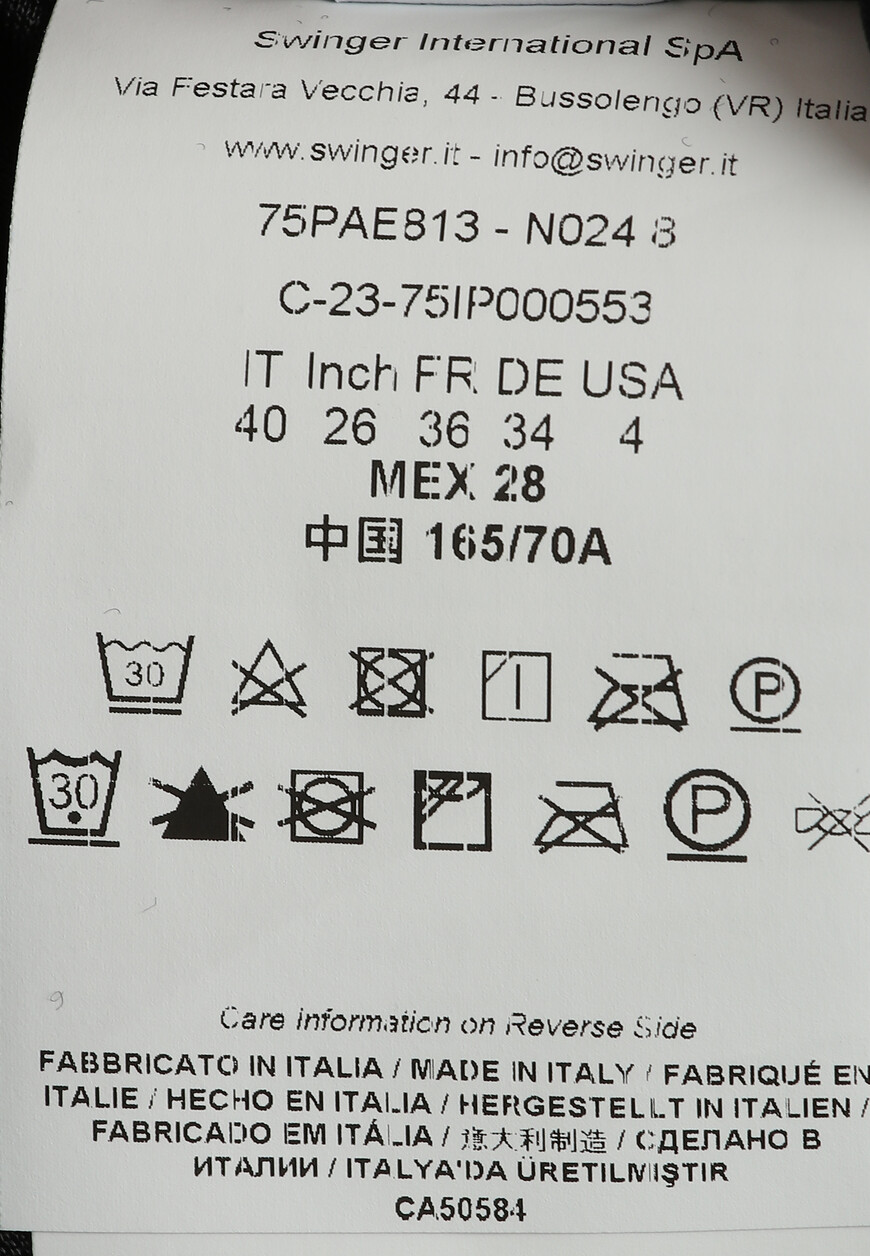 Swinger International SpA
Via Festara Vecchia, 44 - Bussolengo (VR) Italia
www.swinger.it - info@swinger.it
75PAE813 - N024 8
C-23-75IP000553
IT Inch FR DE USA
40 26 36 34 4
MEX 28
中国 165/70A
30 P
30 P
Care information on Reverse Side
FABBRICATO IN ITALIA / MADE IN ITALY / FABRIQUÉ EN
ITALIE / HECHO EN ITALIA / HERGESTELLT IN ITALIEN /
FABRICADO EM ITÁLIA / 意大利制造 / СДЕЛАНО В
ИТАЛИИ / ITALYA'DA ÜRETILMIŞTIR
CA50584